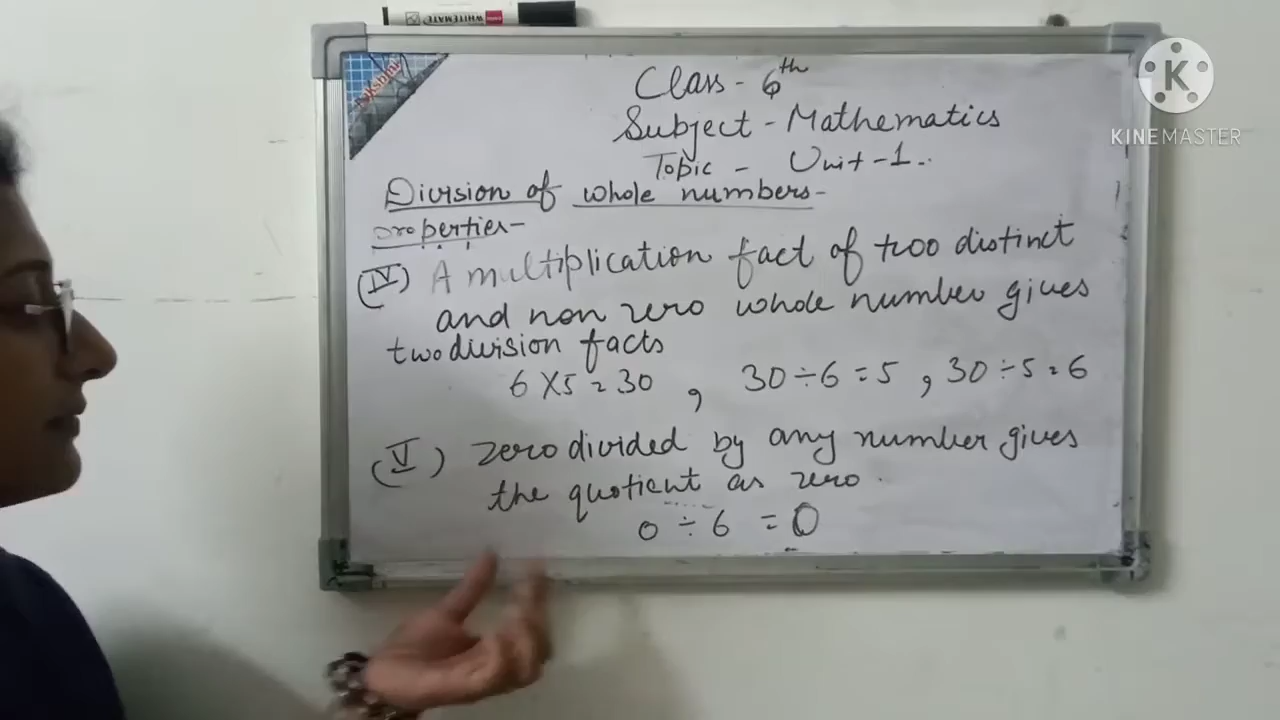 WHITEMATE
Class - 6th
Subject - Mathematics
Topic - Unit - 1..
Division of whole numbers -
properties -
(IV) A multiplication fact of two distinct
and non zero whole number gives
two division facts
6 X 5 = 30 , 30 ÷ 6 = 5 , 30 ÷ 5 = 6
(V) zero divided by any number gives
the quotient as zero.
0 ÷ 6 = 0
K
KINEMASTER